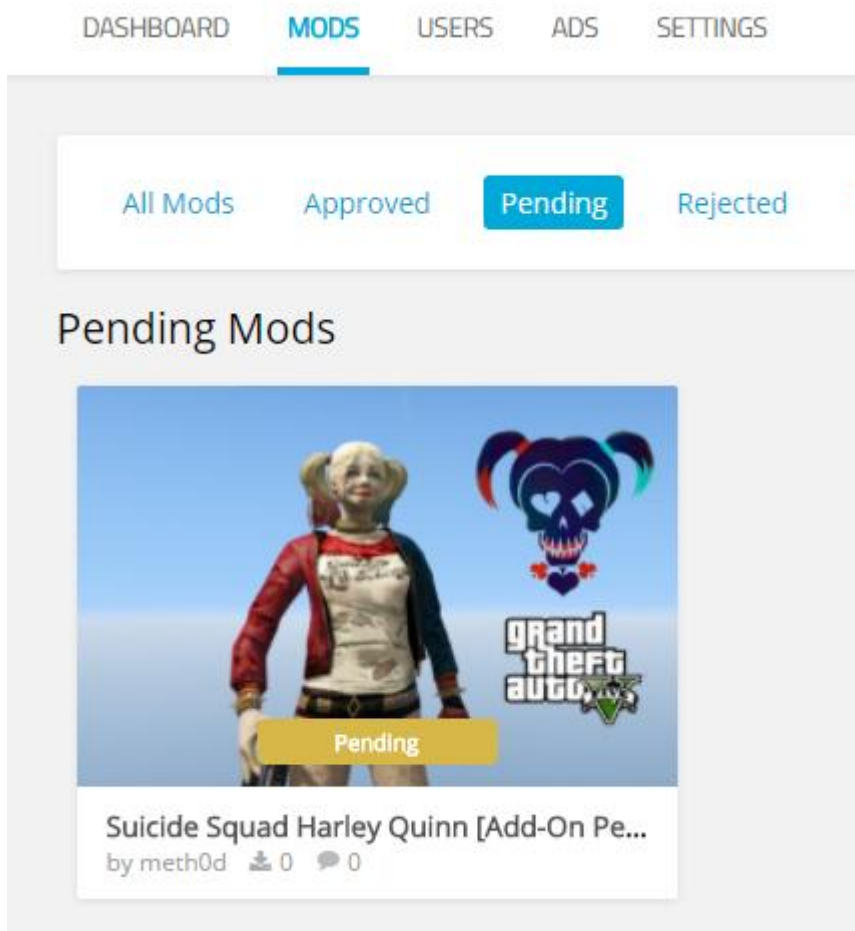 DASHBOARD MODS USERS ADS SETTINGS
All Mods Approved Pending Rejected
Pending Mods
grand
theft
auto V
Pending
Suicide Squad Harley Quinn [Add-On Pe...
by meth0d 0 0